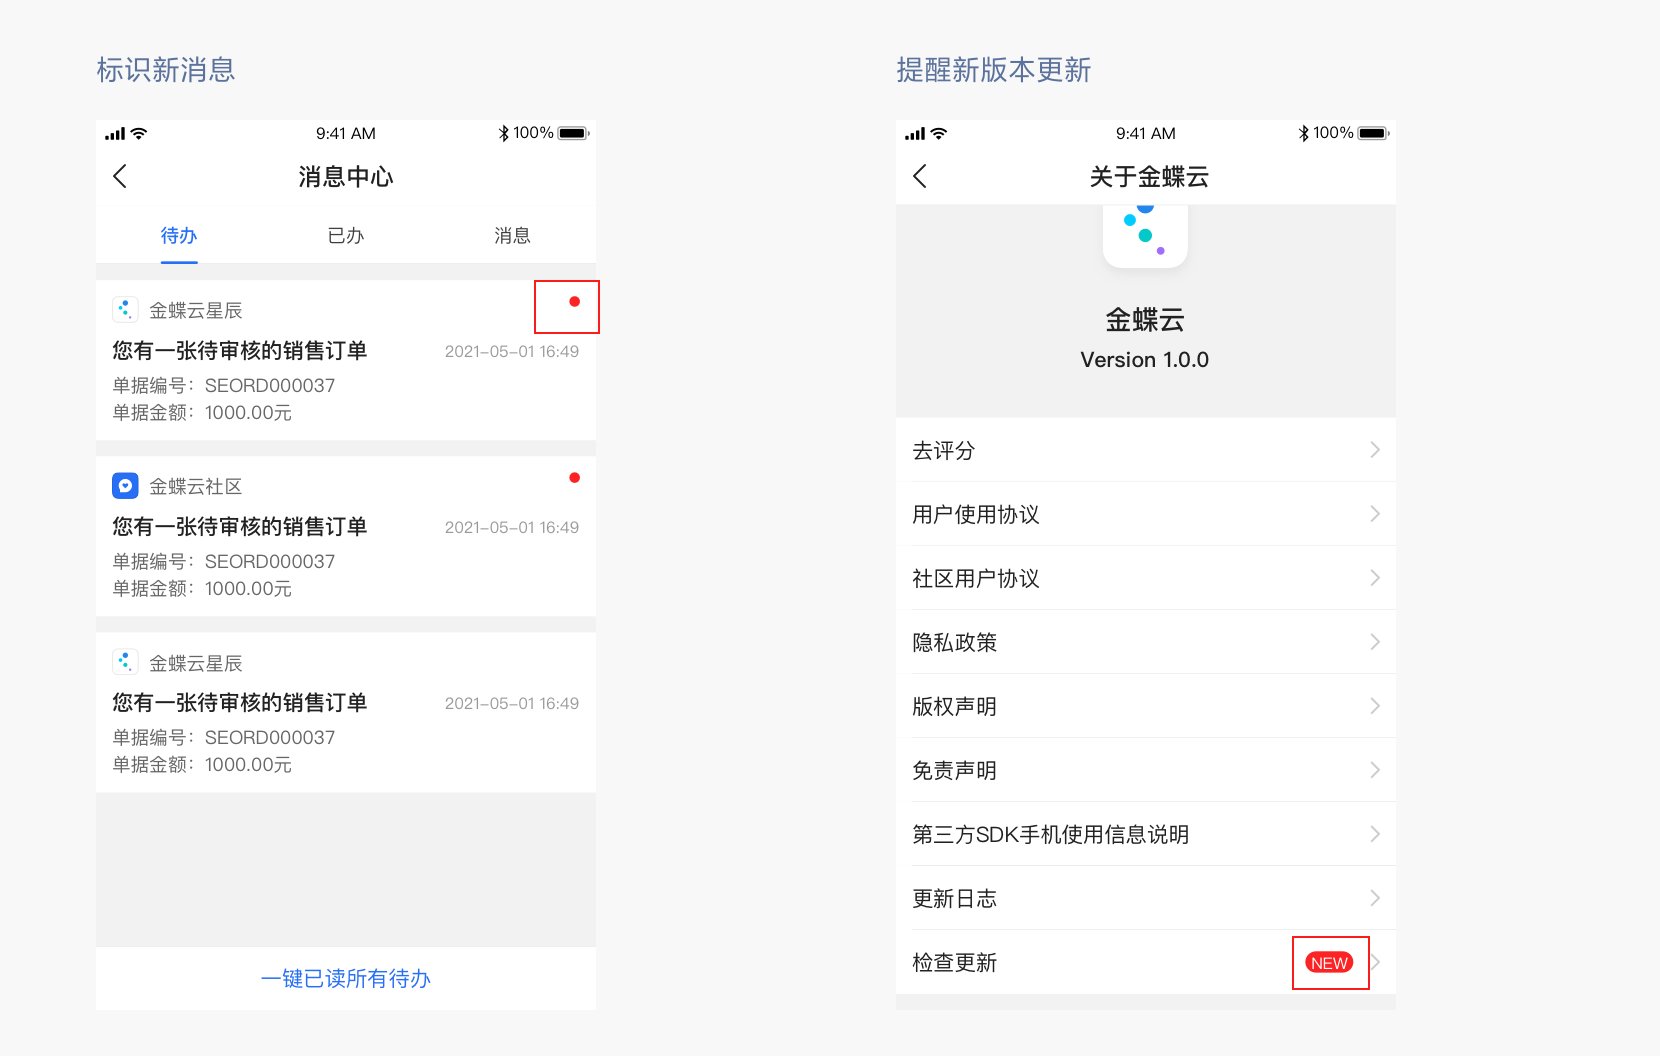 标识新消息
9:41 AM
100%
消息中心
待办
已办
消息
金蝶云星辰
您有一张待审核的销售订单
2021-05-01 16:49
单据编号：SEORD000037
单据金额：1000.00元
金蝶云社区
您有一张待审核的销售订单
2021-05-01 16:49
单据编号：SEORD000037
单据金额：1000.00元
金蝶云星辰
您有一张待审核的销售订单
2021-05-01 16:49
单据编号：SEORD000037
单据金额：1000.00元
一键已读所有待办
提醒新版本更新
9:41 AM
100%
关于金蝶云
金蝶云
Version 1.0.0
去评分
用户使用协议
社区用户协议
隐私政策
版权声明
免责声明
第三方SDK手机使用信息说明
更新日志
检查更新
NEW